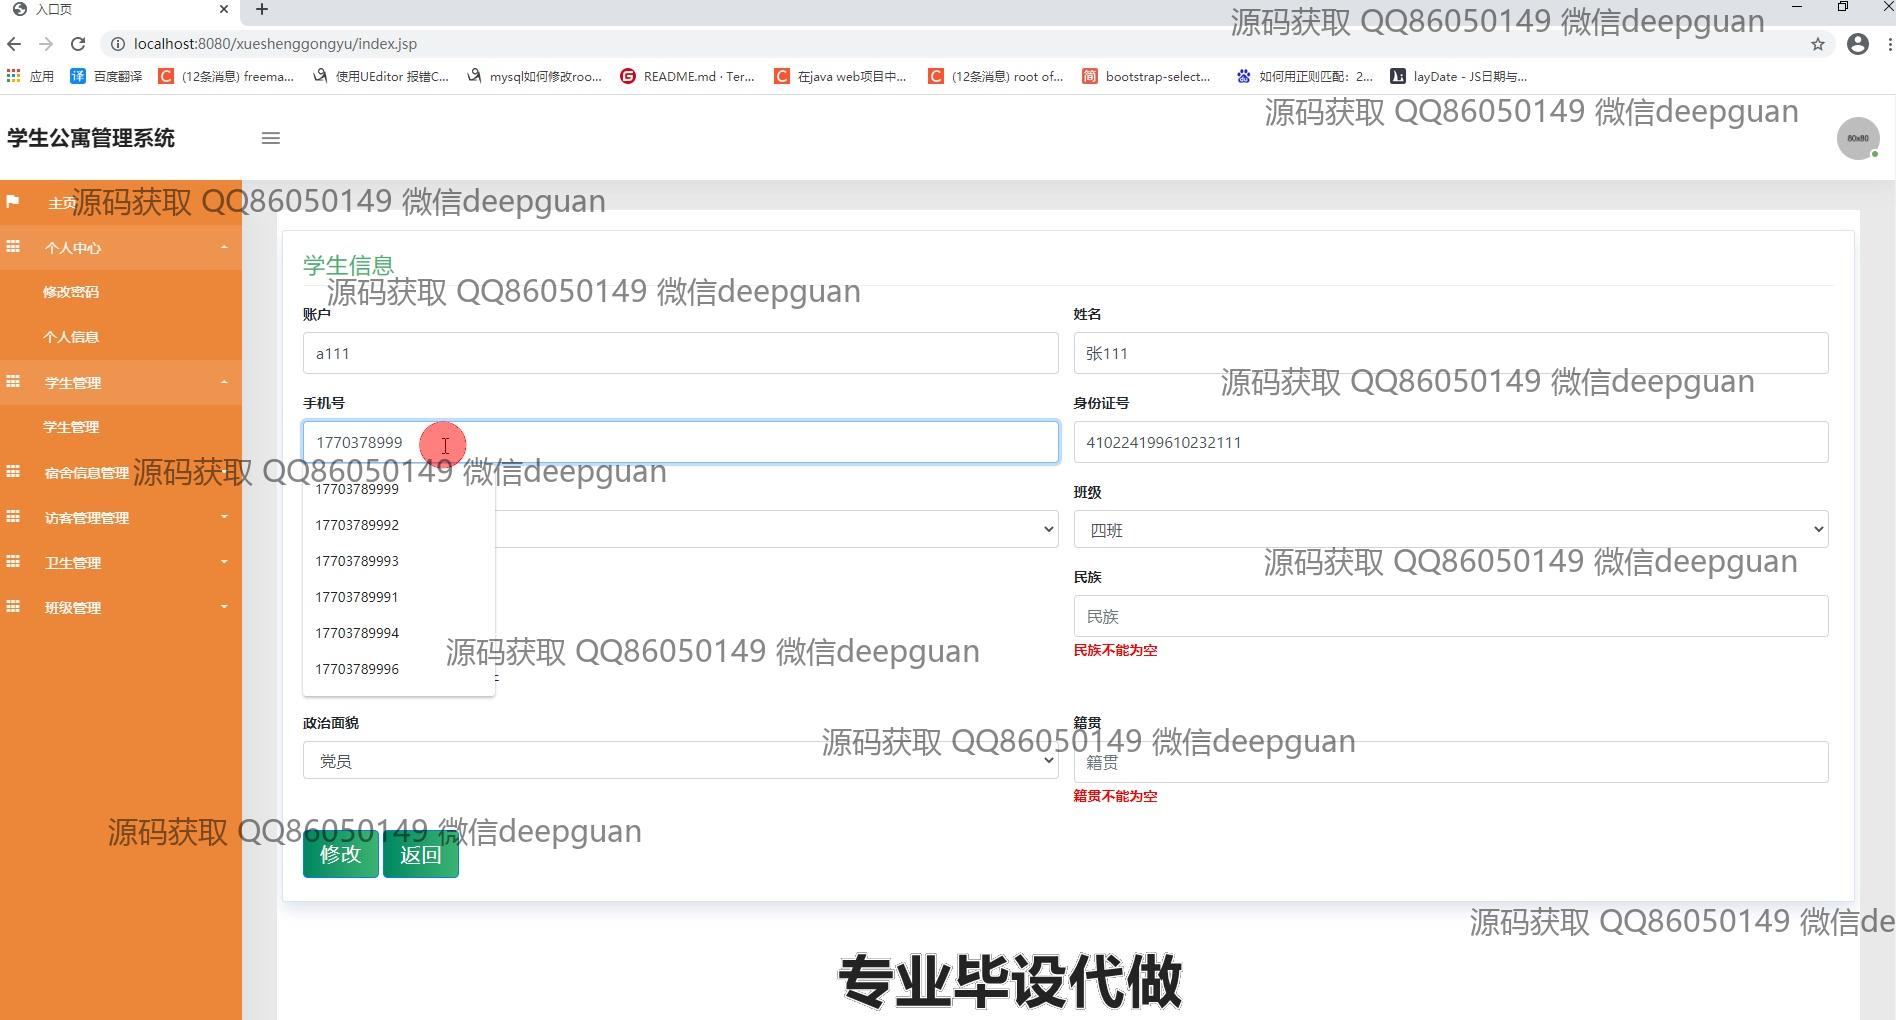 入口页
源码获取 QQ86050149 微信deepguan
localhost:8080/xueshenggongyu/index.jsp
应用
百度翻译
(12条消息) freema...
使用UEditor 报错C...
mysql如何修改roo...
README.md · Ter...
在java web项目中...
(12条消息) root of...
bootstrap-select...
如何用正则匹配：2...
layDate - JS日期与...
源码获取 QQ86050149 微信deepguan
学生公寓管理系统
80x80
主页
源码获取 QQ86050149 微信deepguan
个人中心
修改密码
个人信息
学生管理
学生管理
宿舍信息管理
访客管理管理
卫生管理
班级管理
学生信息
源码获取 QQ86050149 微信deepguan
账户
姓名
a111
张111
源码获取 QQ86050149 微信deepguan
手机号
身份证号
1770378999
410224199610232111
源码获取 QQ86050149 微信deepguan
17703789999
17703789992
17703789993
17703789991
17703789994
17703789996
班级
四班
源码获取 QQ86050149 微信deepguan
民族
民族
民族不能为空
源码获取 QQ86050149 微信deepguan
政治面貌
籍贯
党员
源码获取 QQ86050149 微信deepguan
籍贯
籍贯不能为空
源码获取 QQ86050149 微信deepguan
修改
返回
源码获取 QQ86050149 微信de
专业毕设代做